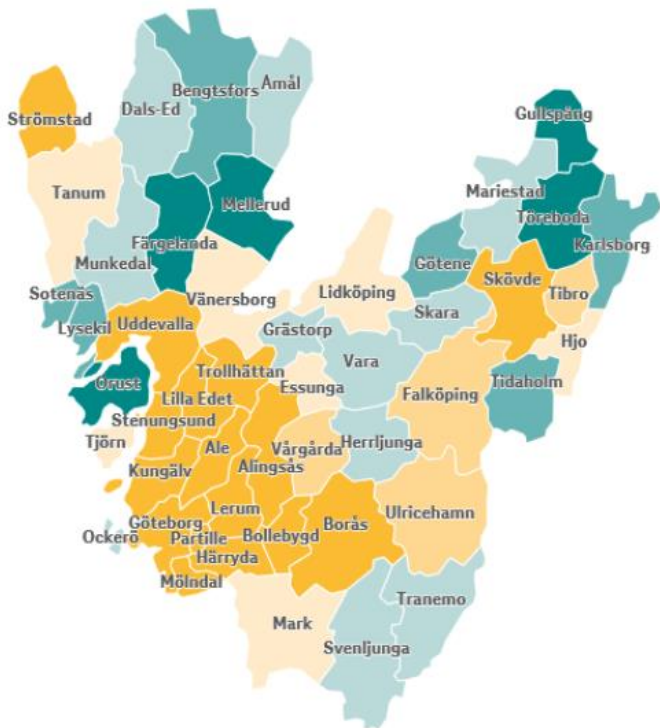 Bengtsfors
Åmål
Dals-Ed
Strömstad
Gullspång
Tanum
Mellerud
Mariestad
Töreboda
Färgelanda
Karlsborg
Munkedal
Götene
Skövde
Sotenäs
Vänersborg
Lidköping
Tibro
Lysekil
Uddevalla
Grästorp
Skara
Hjo
Vara
Trollhättan
Essunga
Orust
Tidaholm
Lilla Edet
Falköping
Stenungsund
Tjörn
Ale
Vårgårda
Herrljunga
Kungälv
Alingsås
Lerum
Ulricehamn
Göteborg
Borås
Öckerö
Partille
Bollebygd
Härryda
Mölndal
Tranemo
Mark
Svenljunga